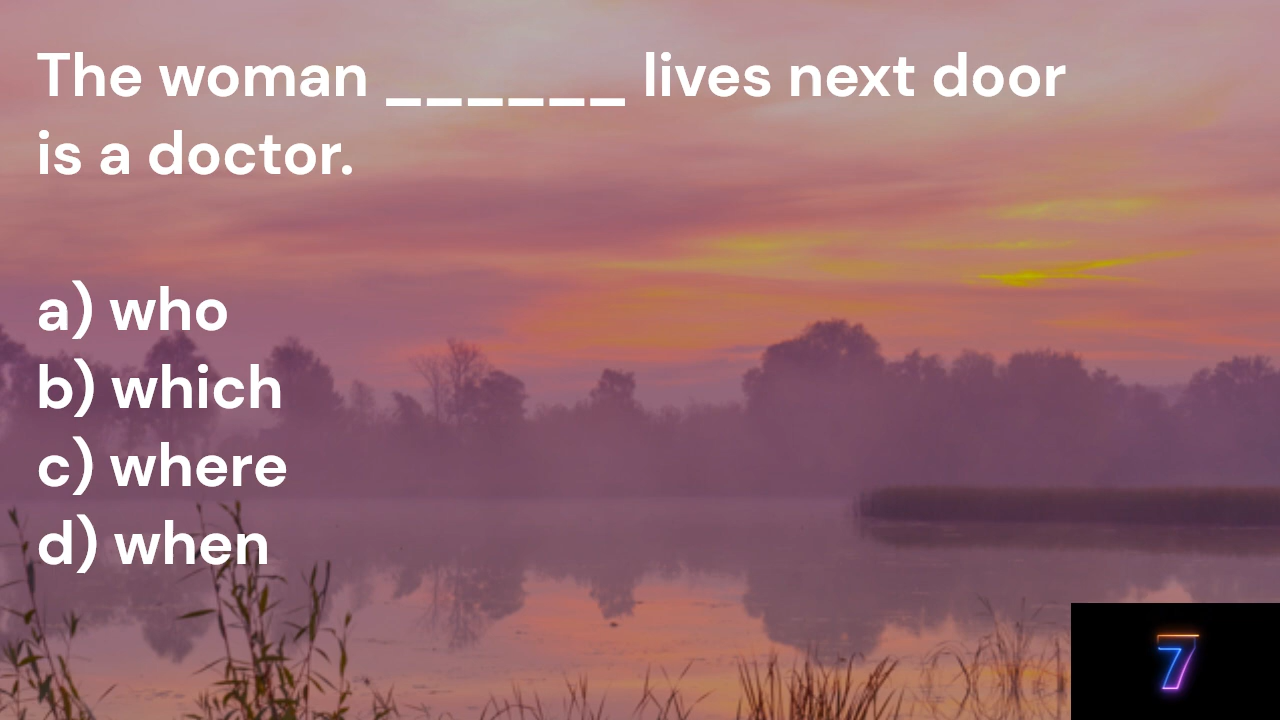 The woman ______ lives next door
is a doctor.
a) who
b) which
c) where
d) when
7